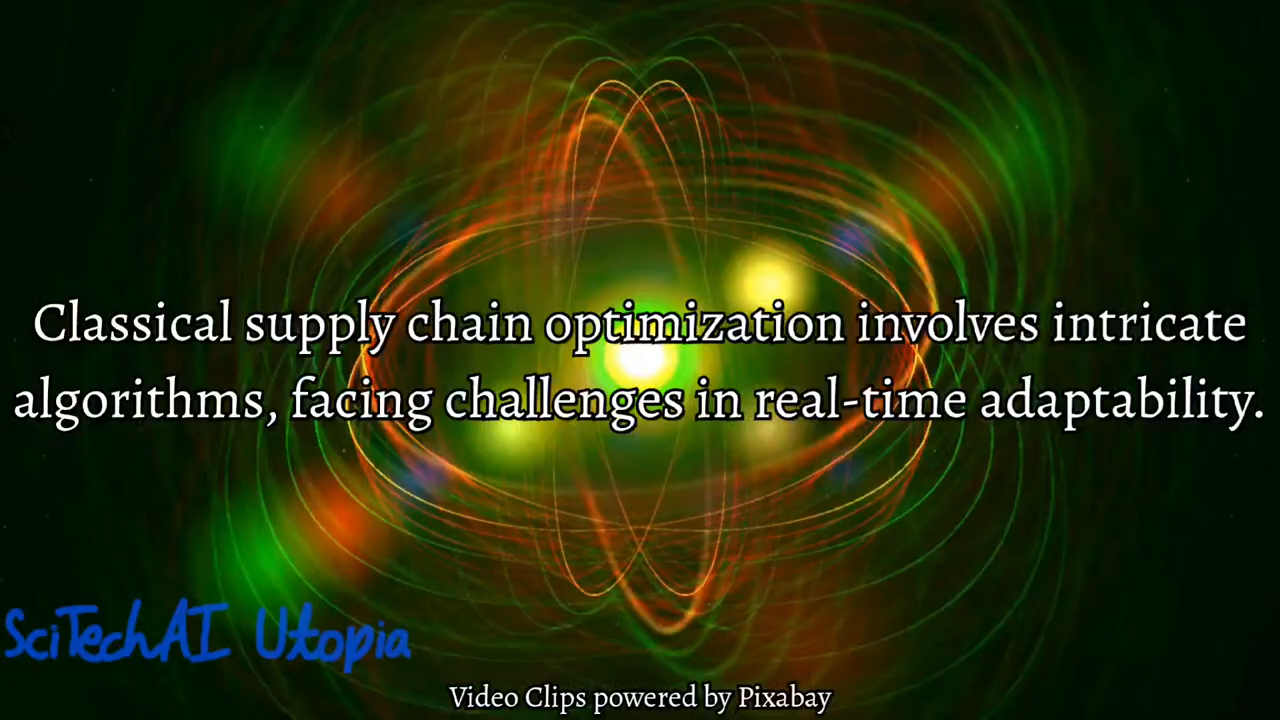 Classical supply chain optimization involves intricate
algorithms, facing challenges in real-time adaptability.
SciTechAI Utopia
Video Clips powered by Pixabay